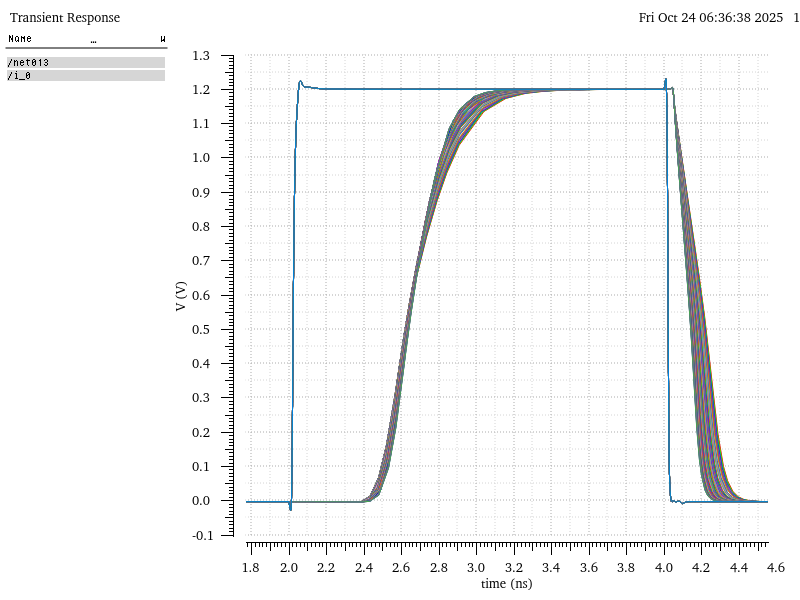 Transient Response
Fri Oct 24 06:36:38 2025 1
Name ... W
/net013
/i_0
1.3
1.2
1.1
1.0
0.9
0.8
0.7
0.6
0.5
0.4
0.3
0.2
0.1
0.0
-0.1
V (V)
1.8 2.0 2.2 2.4 2.6 2.8 3.0 3.2 3.4 3.6 3.8 4.0 4.2 4.4 4.6
time (ns)